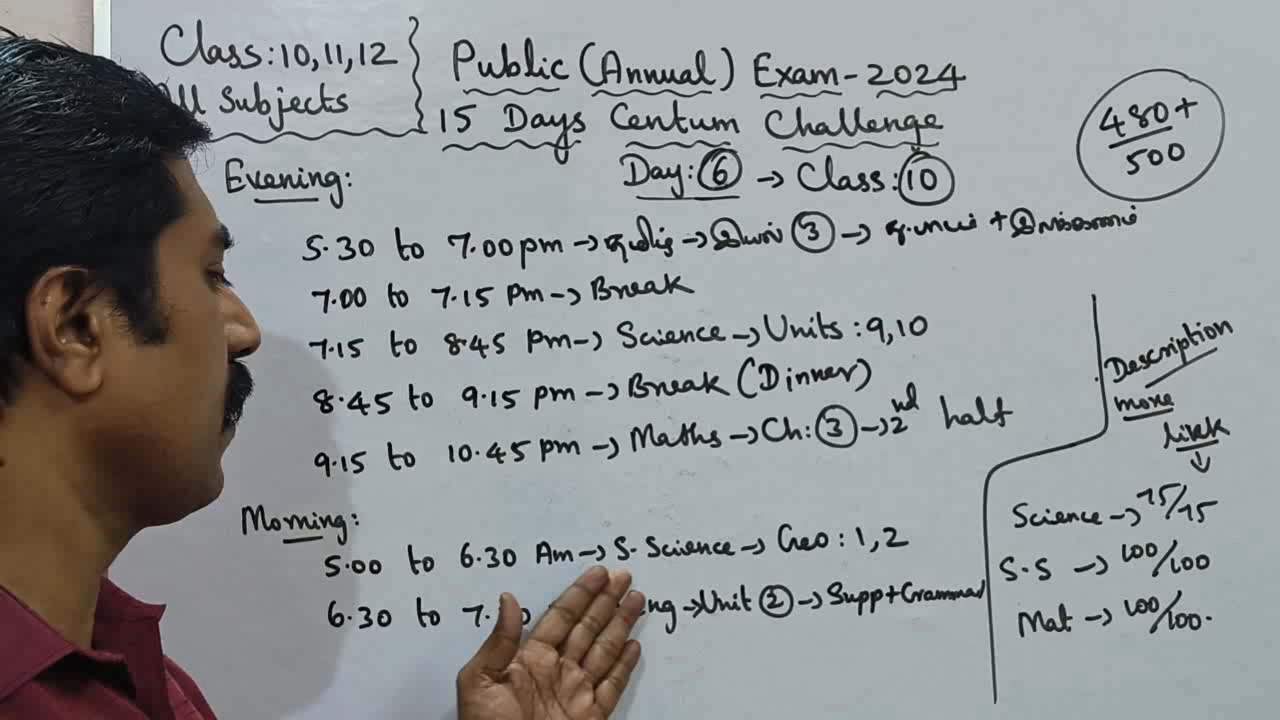 Class: 10, 11, 12
All Subjects
Public (Annual) Exam - 2024
15 Days Centum Challenge
Day: 6 → Class: 10
480+
500
Evening:
5.30 to 7.00 pm → தமிழ் → இயல் 3 →
7.00 to 7.15 Pm → Break
7.15 to 8.45 pm → Science → Units: 9, 10
8.45 to 9.15 pm → Break (Dinner)
9.15 to 10.45 pm → Maths → Ch: 3 → 2nd half
Morning:
5.00 to 6.30 Am → S. Science → Geo: 1, 2
6.30 to → Unit 2 → Supp + Grammar
Description
more
link
↓
Science → 75/75
S.S → 100/100
Mat → 100/100.